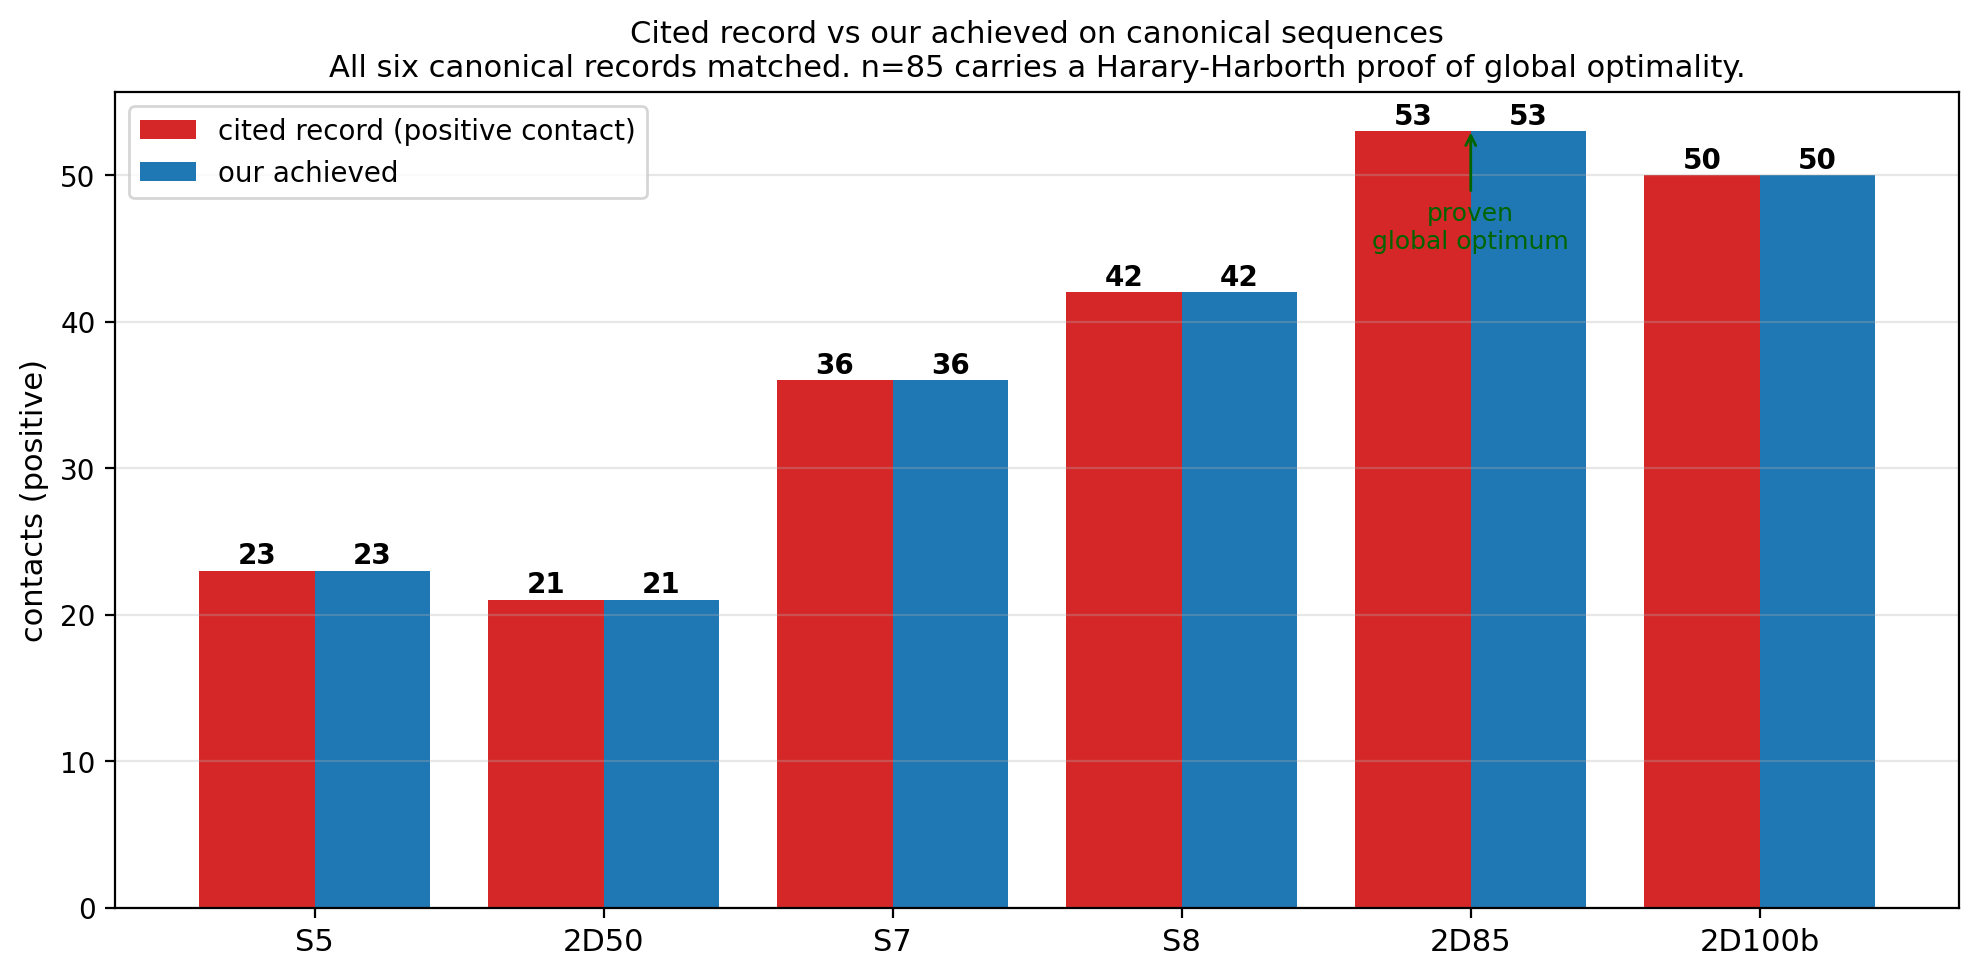 Cited record vs our achieved on canonical sequences
All six canonical records matched. n=85 carries a Harary-Harborth proof of global optimality.
cited record (positive contact)
our achieved
contacts (positive)
50
40
30
20
10
0
23
23
21
21
36
36
42
42
53
53
proven
global optimum
50
50
S5
2D50
S7
S8
2D85
2D100b